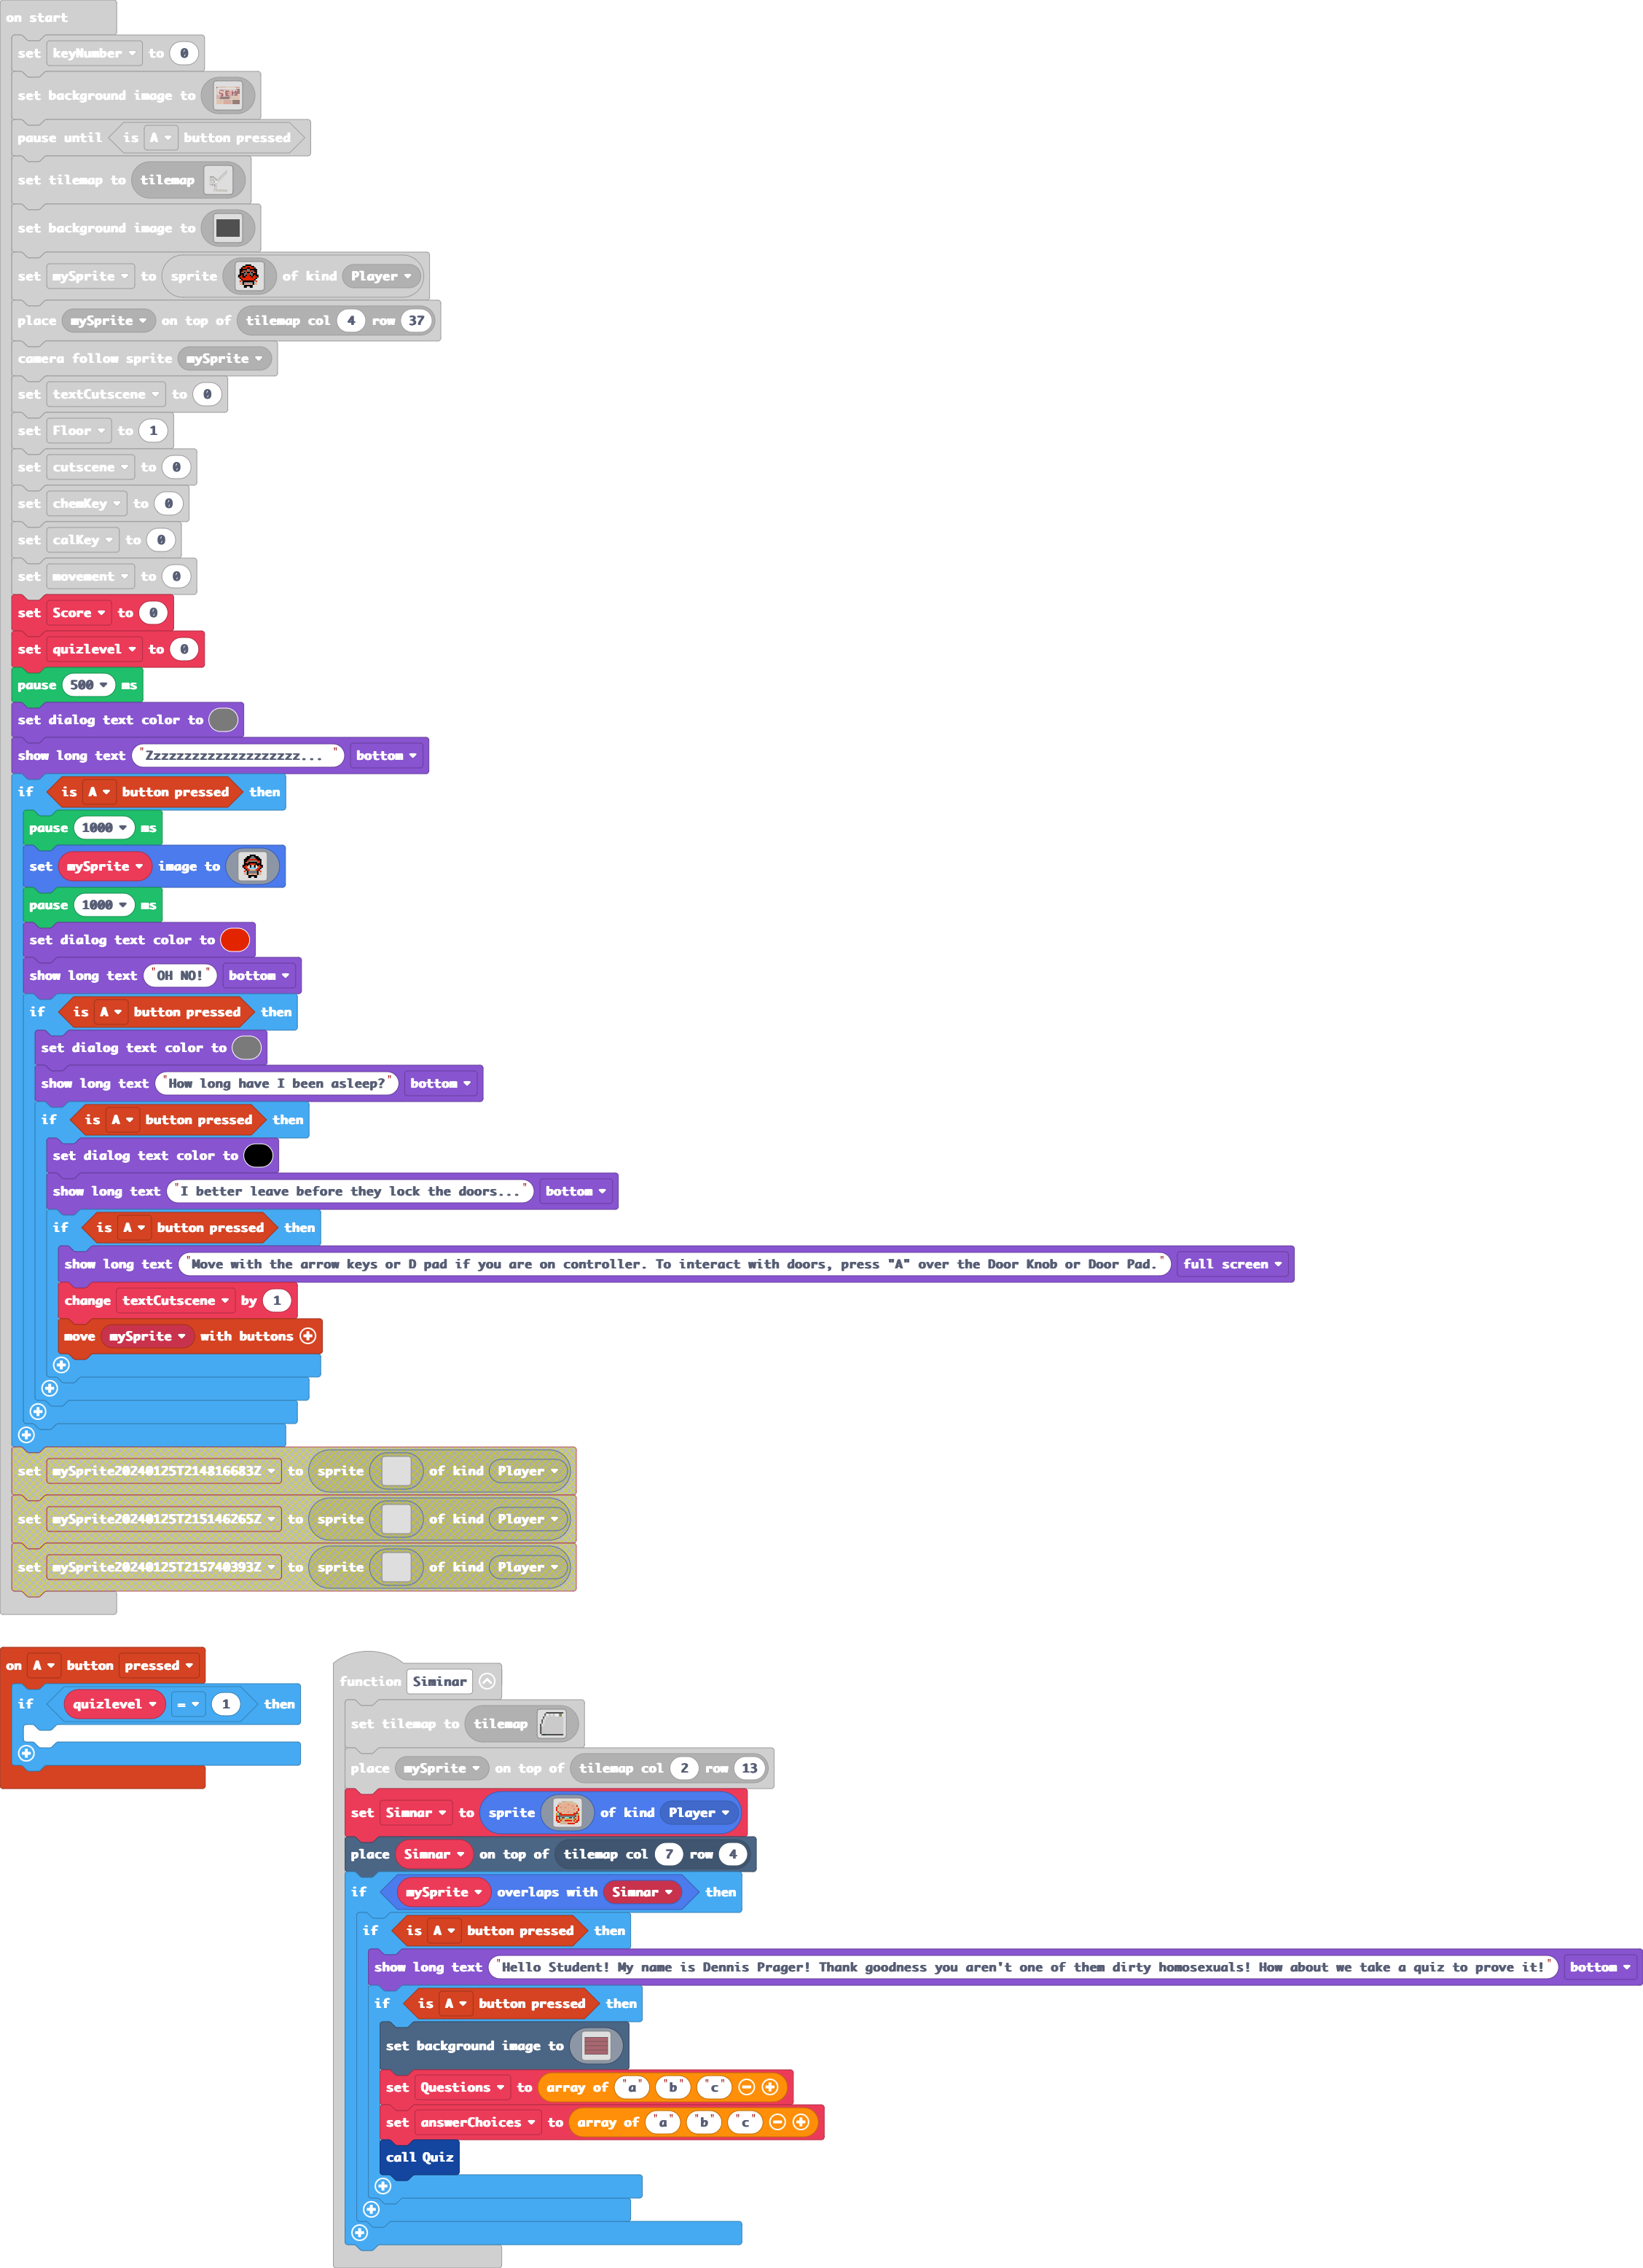 on start
set keyNumber to 0
set background image to
pause until is A button pressed
set tilemap to tilemap
set background image to
set mySprite to sprite of kind Player
place mySprite on top of tilemap col 4 row 37
camera follow sprite mySprite
set textCutscene to 0
set Floor to 1
set cutscene to 0
set chemKey to 0
set calKey to 0
set movement to 0
set Score to 0
set quizlevel to 0
pause 500 ms
set dialog text color to
show long text "Zzzzzzzzzzzzzzzzzzzz... " bottom
if is A button pressed then
pause 1000 ms
set mySprite image to
pause 1000 ms
set dialog text color to
show long text "OH NO!" bottom
if is A button pressed then
set dialog text color to
show long text "How long have I been asleep?" bottom
if is A button pressed then
set dialog text color to
show long text "I better leave before they lock the doors..." bottom
if is A button pressed then
show long text "Move with the arrow keys or D pad if you are on controller. To interact with doors, press "A" over the Door Knob or Door Pad." full screen
change textCutscene by 1
move mySprite with buttons
set mySprite20240125T214816683Z to sprite of kind Player
set mySprite20240125T215146265Z to sprite of kind Player
set mySprite20240125T215740393Z to sprite of kind Player
on A button pressed
if quizlevel = 1 then
function Siminar
set tilemap to tilemap
place mySprite on top of tilemap col 2 row 13
set Simnar to sprite of kind Player
place Simnar on top of tilemap col 7 row 4
if mySprite overlaps with Simnar then
if is A button pressed then
show long text "Hello Student! My name is Dennis Prager! Thank goodness you aren't one of them dirty homosexuals! How about we take a quiz to prove it!" bottom
if is A button pressed then
set background image to
set Questions to array of "a" "b" "c"
set answerChoices to array of "a" "b" "c"
call Quiz